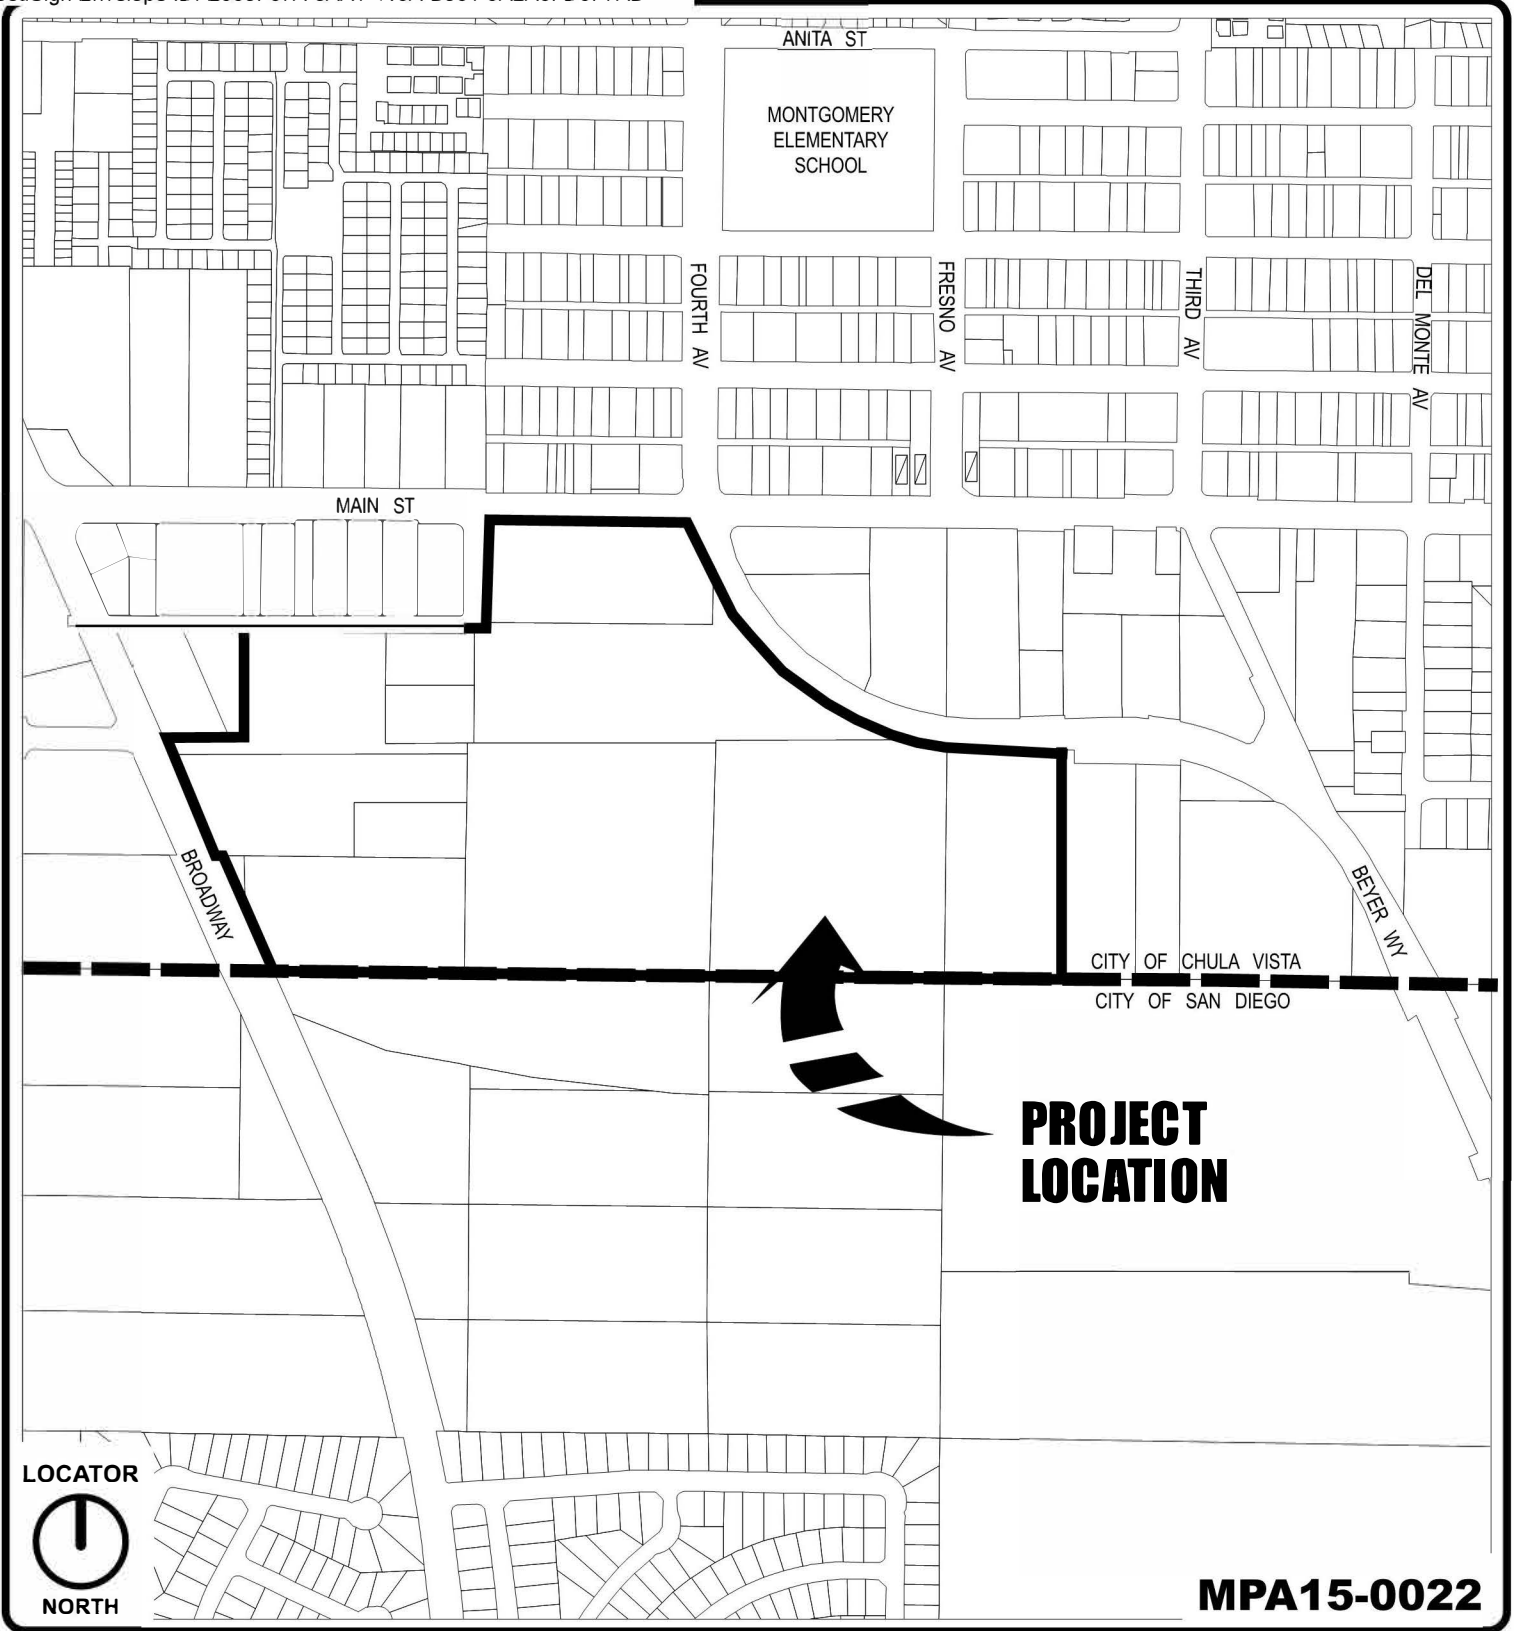 ANITA ST
MONTGOMERY
ELEMENTARY
SCHOOL
FOURTH AV
FRESNO AV
THIRD AV
DEL MONTE AV
MAIN ST
BROADWAY
BEYER WY
CITY OF CHULA VISTA
CITY OF SAN DIEGO
PROJECT
LOCATION
LOCATOR
NORTH
MPA15-0022